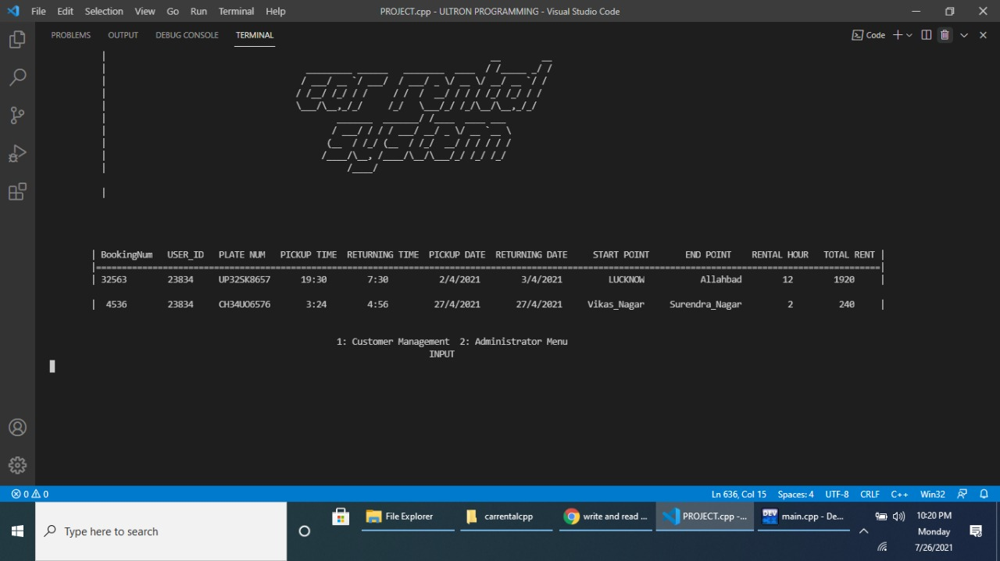 File Edit Selection View Go Run Terminal Help PROJECT.cpp - ULTRON PROGRAMMING - Visual Studio Code
PROBLEMS OUTPUT DEBUG CONSOLE TERMINAL Code
car rental
system
| BookingNum USER_ID PLATE NUM PICKUP TIME RETURNING TIME PICKUP DATE RETURNING DATE START POINT END POINT RENTAL HOUR TOTAL RENT |
| 32563 23834 UP32SK8657 19:30 7:30 2/4/2021 3/4/2021 LUCKNOW Allahbad 12 1920 |
| 4536 23834 CH34UO6576 3:24 4:56 27/4/2021 27/4/2021 Vikas_Nagar Surendra_Nagar 2 240 |
1: Customer Management 2: Administrator Menu
INPUT
0 0 Ln 636, Col 15 Spaces: 4 UTF-8 CRLF C++ Win32
Type here to search File Explorer carrentalcpp write and read ... PROJECT.cpp -... DEV main.cpp - De... 10:20 PM
Monday
7/26/2021